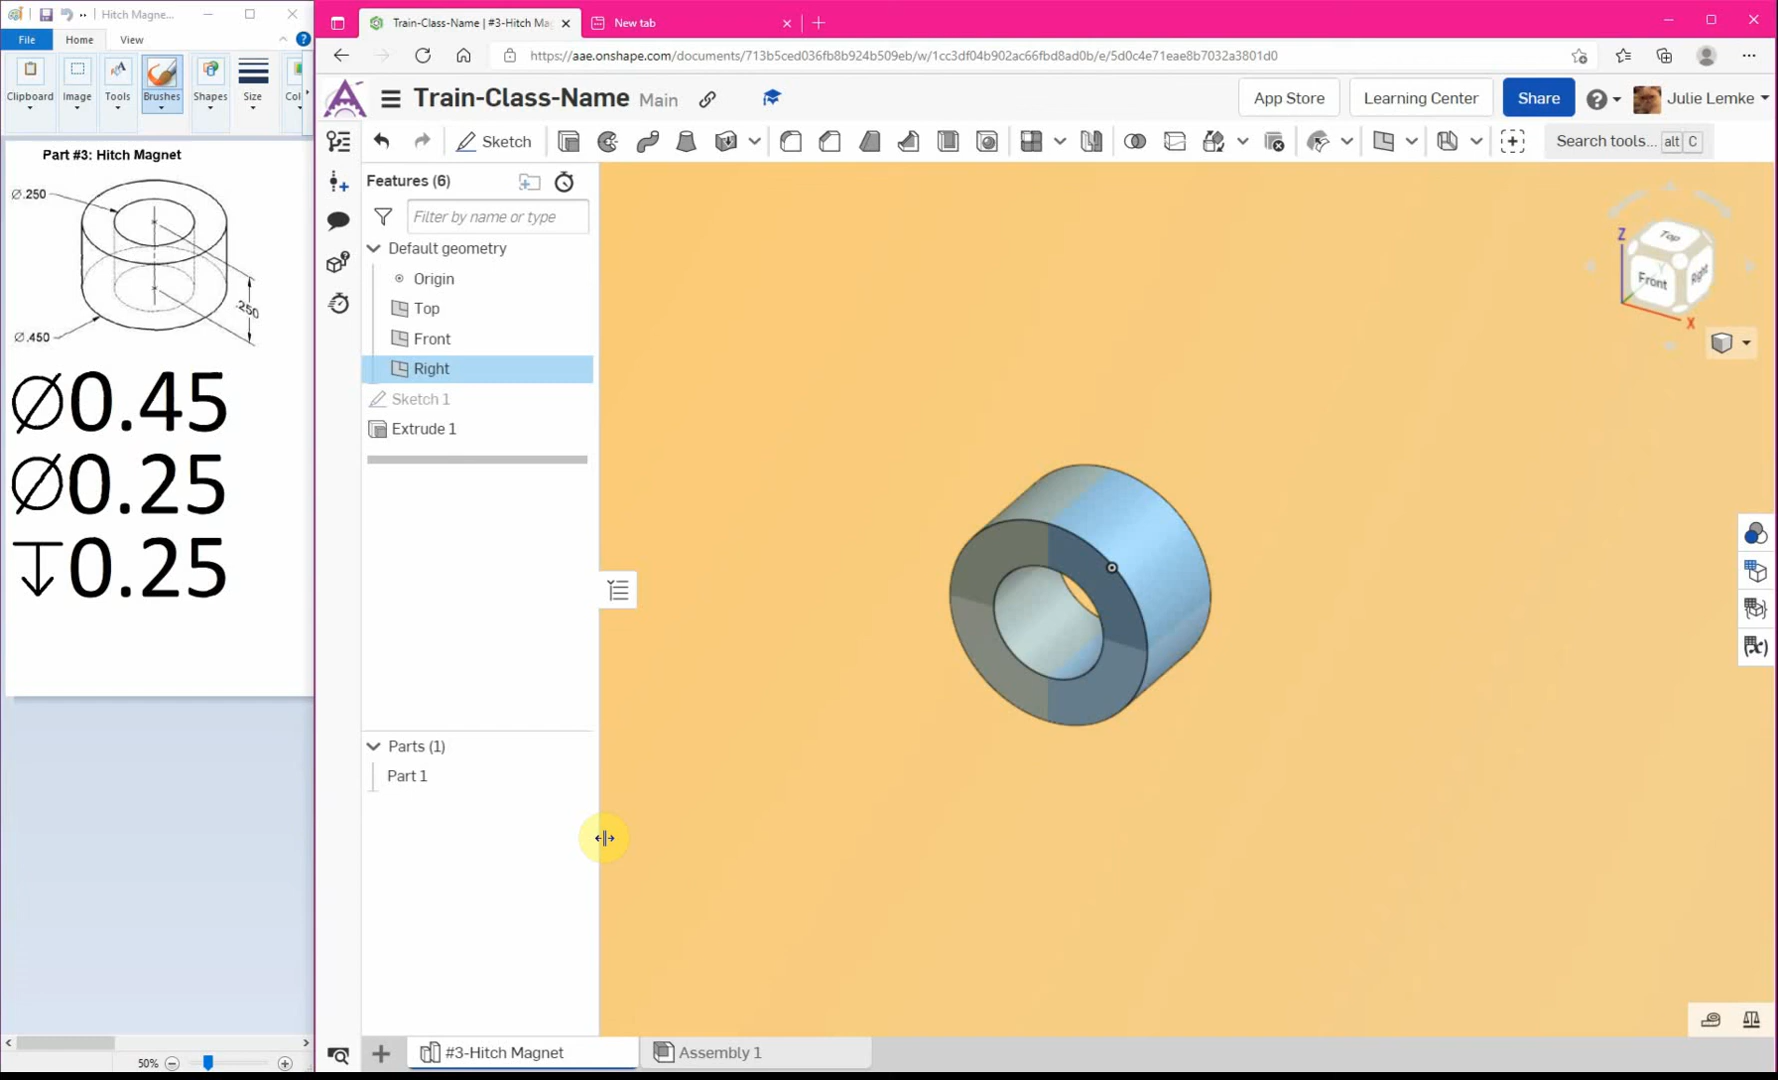 Hitch Magne...
File
Home
View
Clipboard
Image
Tools
Brushes
Shapes
Size
Col
Part #3: Hitch Magnet
Ø.250
.250
Ø.450
Ø0.45
Ø0.25
↧0.25
50%
Train-Class-Name | #3-Hitch Ma
New tab
https://aae.onshape.com/documents/713b5ced036fb8b924b509eb/w/1cc3df04b902ac66fbd8ad0b/e/5d0c4e71eae8b7032a3801d0
Train-Class-Name Main
App Store
Learning Center
Share
Julie Lemke
Sketch
Search tools... alt C
Features (6)
Filter by name or type
Default geometry
Origin
Top
Front
Right
Sketch 1
Extrude 1
Parts (1)
Part 1
Z
Top
Front
Right
X
#3-Hitch Magnet
Assembly 1